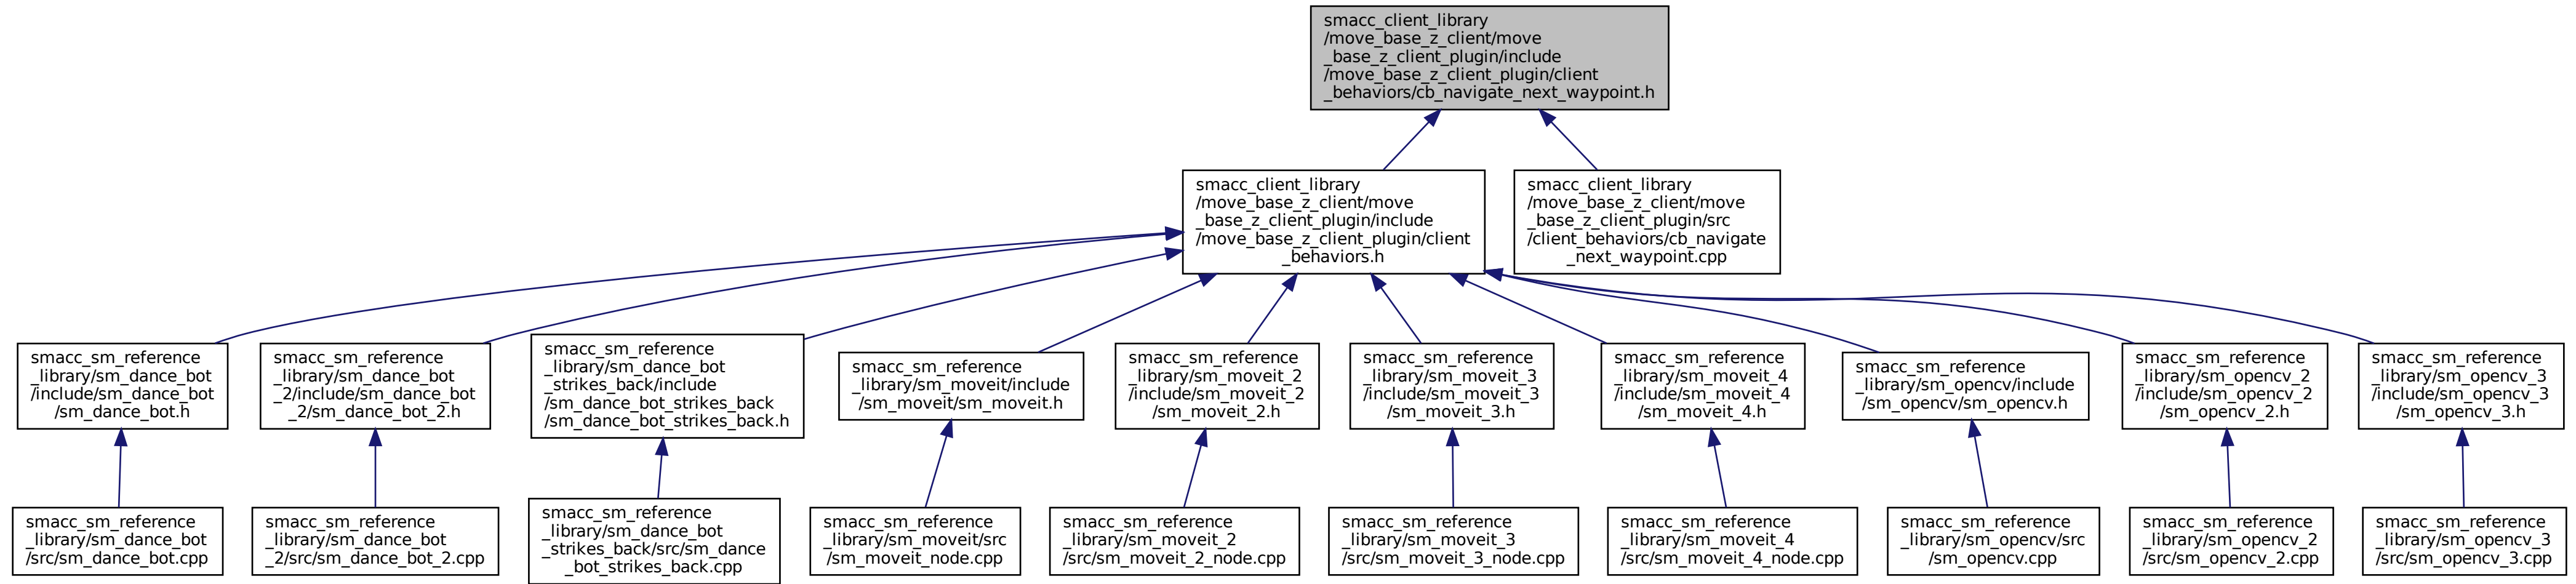 smacc_client_library
/move_base_z_client/move
_base_z_client_plugin/include
/move_base_z_client_plugin/client
_behaviors/cb_navigate_next_waypoint.h
smacc_client_library
/move_base_z_client/move
_base_z_client_plugin/include
/move_base_z_client_plugin/client
_behaviors.h
smacc_client_library
/move_base_z_client/move
_base_z_client_plugin/src
/client_behaviors/cb_navigate
_next_waypoint.cpp
smacc_sm_reference
_library/sm_dance_bot
/include/sm_dance_bot
/sm_dance_bot.h
smacc_sm_reference
_library/sm_dance_bot
_2/include/sm_dance_bot
_2/sm_dance_bot_2.h
smacc_sm_reference
_library/sm_dance_bot
_strikes_back/include
/sm_dance_bot_strikes_back
/sm_dance_bot_strikes_back.h
smacc_sm_reference
_library/sm_moveit/include
/sm_moveit/sm_moveit.h
smacc_sm_reference
_library/sm_moveit_2
/include/sm_moveit_2
/sm_moveit_2.h
smacc_sm_reference
_library/sm_moveit_3
/include/sm_moveit_3
/sm_moveit_3.h
smacc_sm_reference
_library/sm_moveit_4
/include/sm_moveit_4
/sm_moveit_4.h
smacc_sm_reference
_library/sm_opencv/include
/sm_opencv/sm_opencv.h
smacc_sm_reference
_library/sm_opencv_2
/include/sm_opencv_2
/sm_opencv_2.h
smacc_sm_reference
_library/sm_opencv_3
/include/sm_opencv_3
/sm_opencv_3.h
smacc_sm_reference
_library/sm_dance_bot
/src/sm_dance_bot.cpp
smacc_sm_reference
_library/sm_dance_bot
_2/src/sm_dance_bot_2.cpp
smacc_sm_reference
_library/sm_dance_bot
_strikes_back/src/sm_dance
_bot_strikes_back.cpp
smacc_sm_reference
_library/sm_moveit/src
/sm_moveit_node.cpp
smacc_sm_reference
_library/sm_moveit_2
/src/sm_moveit_2_node.cpp
smacc_sm_reference
_library/sm_moveit_3
/src/sm_moveit_3_node.cpp
smacc_sm_reference
_library/sm_moveit_4
/src/sm_moveit_4_node.cpp
smacc_sm_reference
_library/sm_opencv/src
/sm_opencv.cpp
smacc_sm_reference
_library/sm_opencv_2
/src/sm_opencv_2.cpp
smacc_sm_reference
_library/sm_opencv_3
/src/sm_opencv_3.cpp